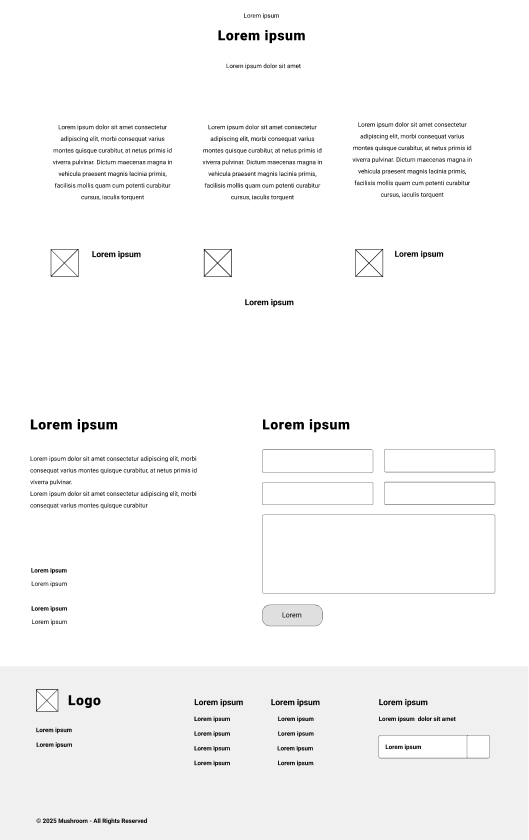 Lorem ipsum
Lorem ipsum
Lorem ipsum dolor sit amet
Lorem ipsum dolor sit amet consectetur
adipiscing elit, morbi consequat varius
montes quisque curabitur, at netus primis id
viverra pulvinar. Dictum maecenas magna in
vehicula praesent magnis lacinia primis,
facilisis mollis quam cum potenti curabitur
cursus, iaculis torquent
Lorem ipsum dolor sit amet consectetur
adipiscing elit, morbi consequat varius
montes quisque curabitur, at netus primis id
viverra pulvinar. Dictum maecenas magna in
vehicula praesent magnis lacinia primis,
facilisis mollis quam cum potenti curabitur
cursus, iaculis torquent
Lorem ipsum dolor sit amet consectetur
adipiscing elit, morbi consequat varius
montes quisque curabitur, at netus primis id
viverra pulvinar. Dictum maecenas magna in
vehicula praesent magnis lacinia primis,
facilisis mollis quam cum potenti curabitur
cursus, iaculis torquent
Lorem ipsum
Lorem ipsum
Lorem ipsum
Lorem ipsum
Lorem ipsum dolor sit amet consectetur adipiscing elit, morbi
consequat varius montes quisque curabitur, at netus primis id
viverra pulvinar.
Lorem ipsum dolor sit amet consectetur adipiscing elit, morbi
consequat varius montes quisque curabitur
Lorem ipsum
Lorem ipsum
Lorem ipsum
Lorem ipsum
Lorem ipsum
Lorem
Logo
Lorem ipsum
Lorem ipsum
Lorem ipsum
Lorem ipsum
Lorem ipsum
Lorem ipsum
Lorem ipsum
Lorem ipsum
Lorem ipsum
Lorem ipsum
Lorem ipsum
Lorem ipsum
Lorem ipsum
Lorem ipsum dolor sit amet
Lorem ipsum
© 2025 Mushroom - All Rights Reserved